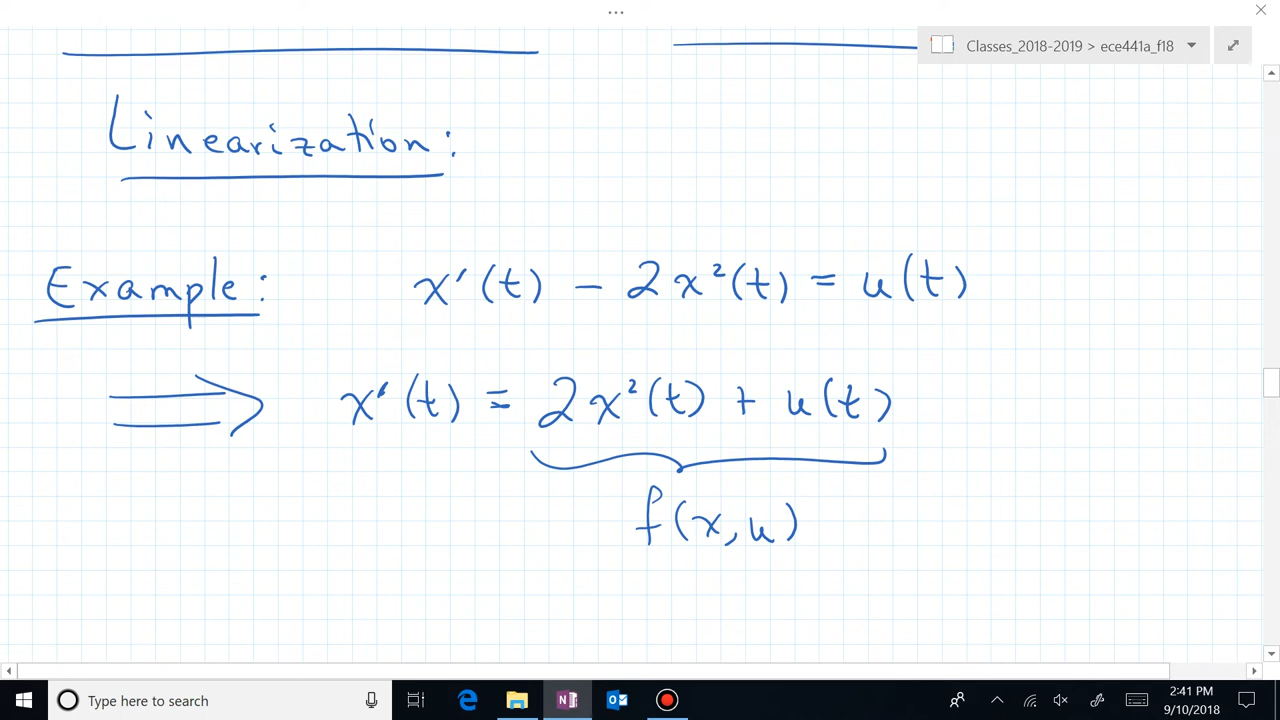 Classes_2018-2019 > ece441a_f18
Linearization:
Example: x'(t) - 2x²(t) = u(t)
⟹ x'(t) = 2x²(t) + u(t)
f(x,u)
Type here to search
2:41 PM
9/10/2018